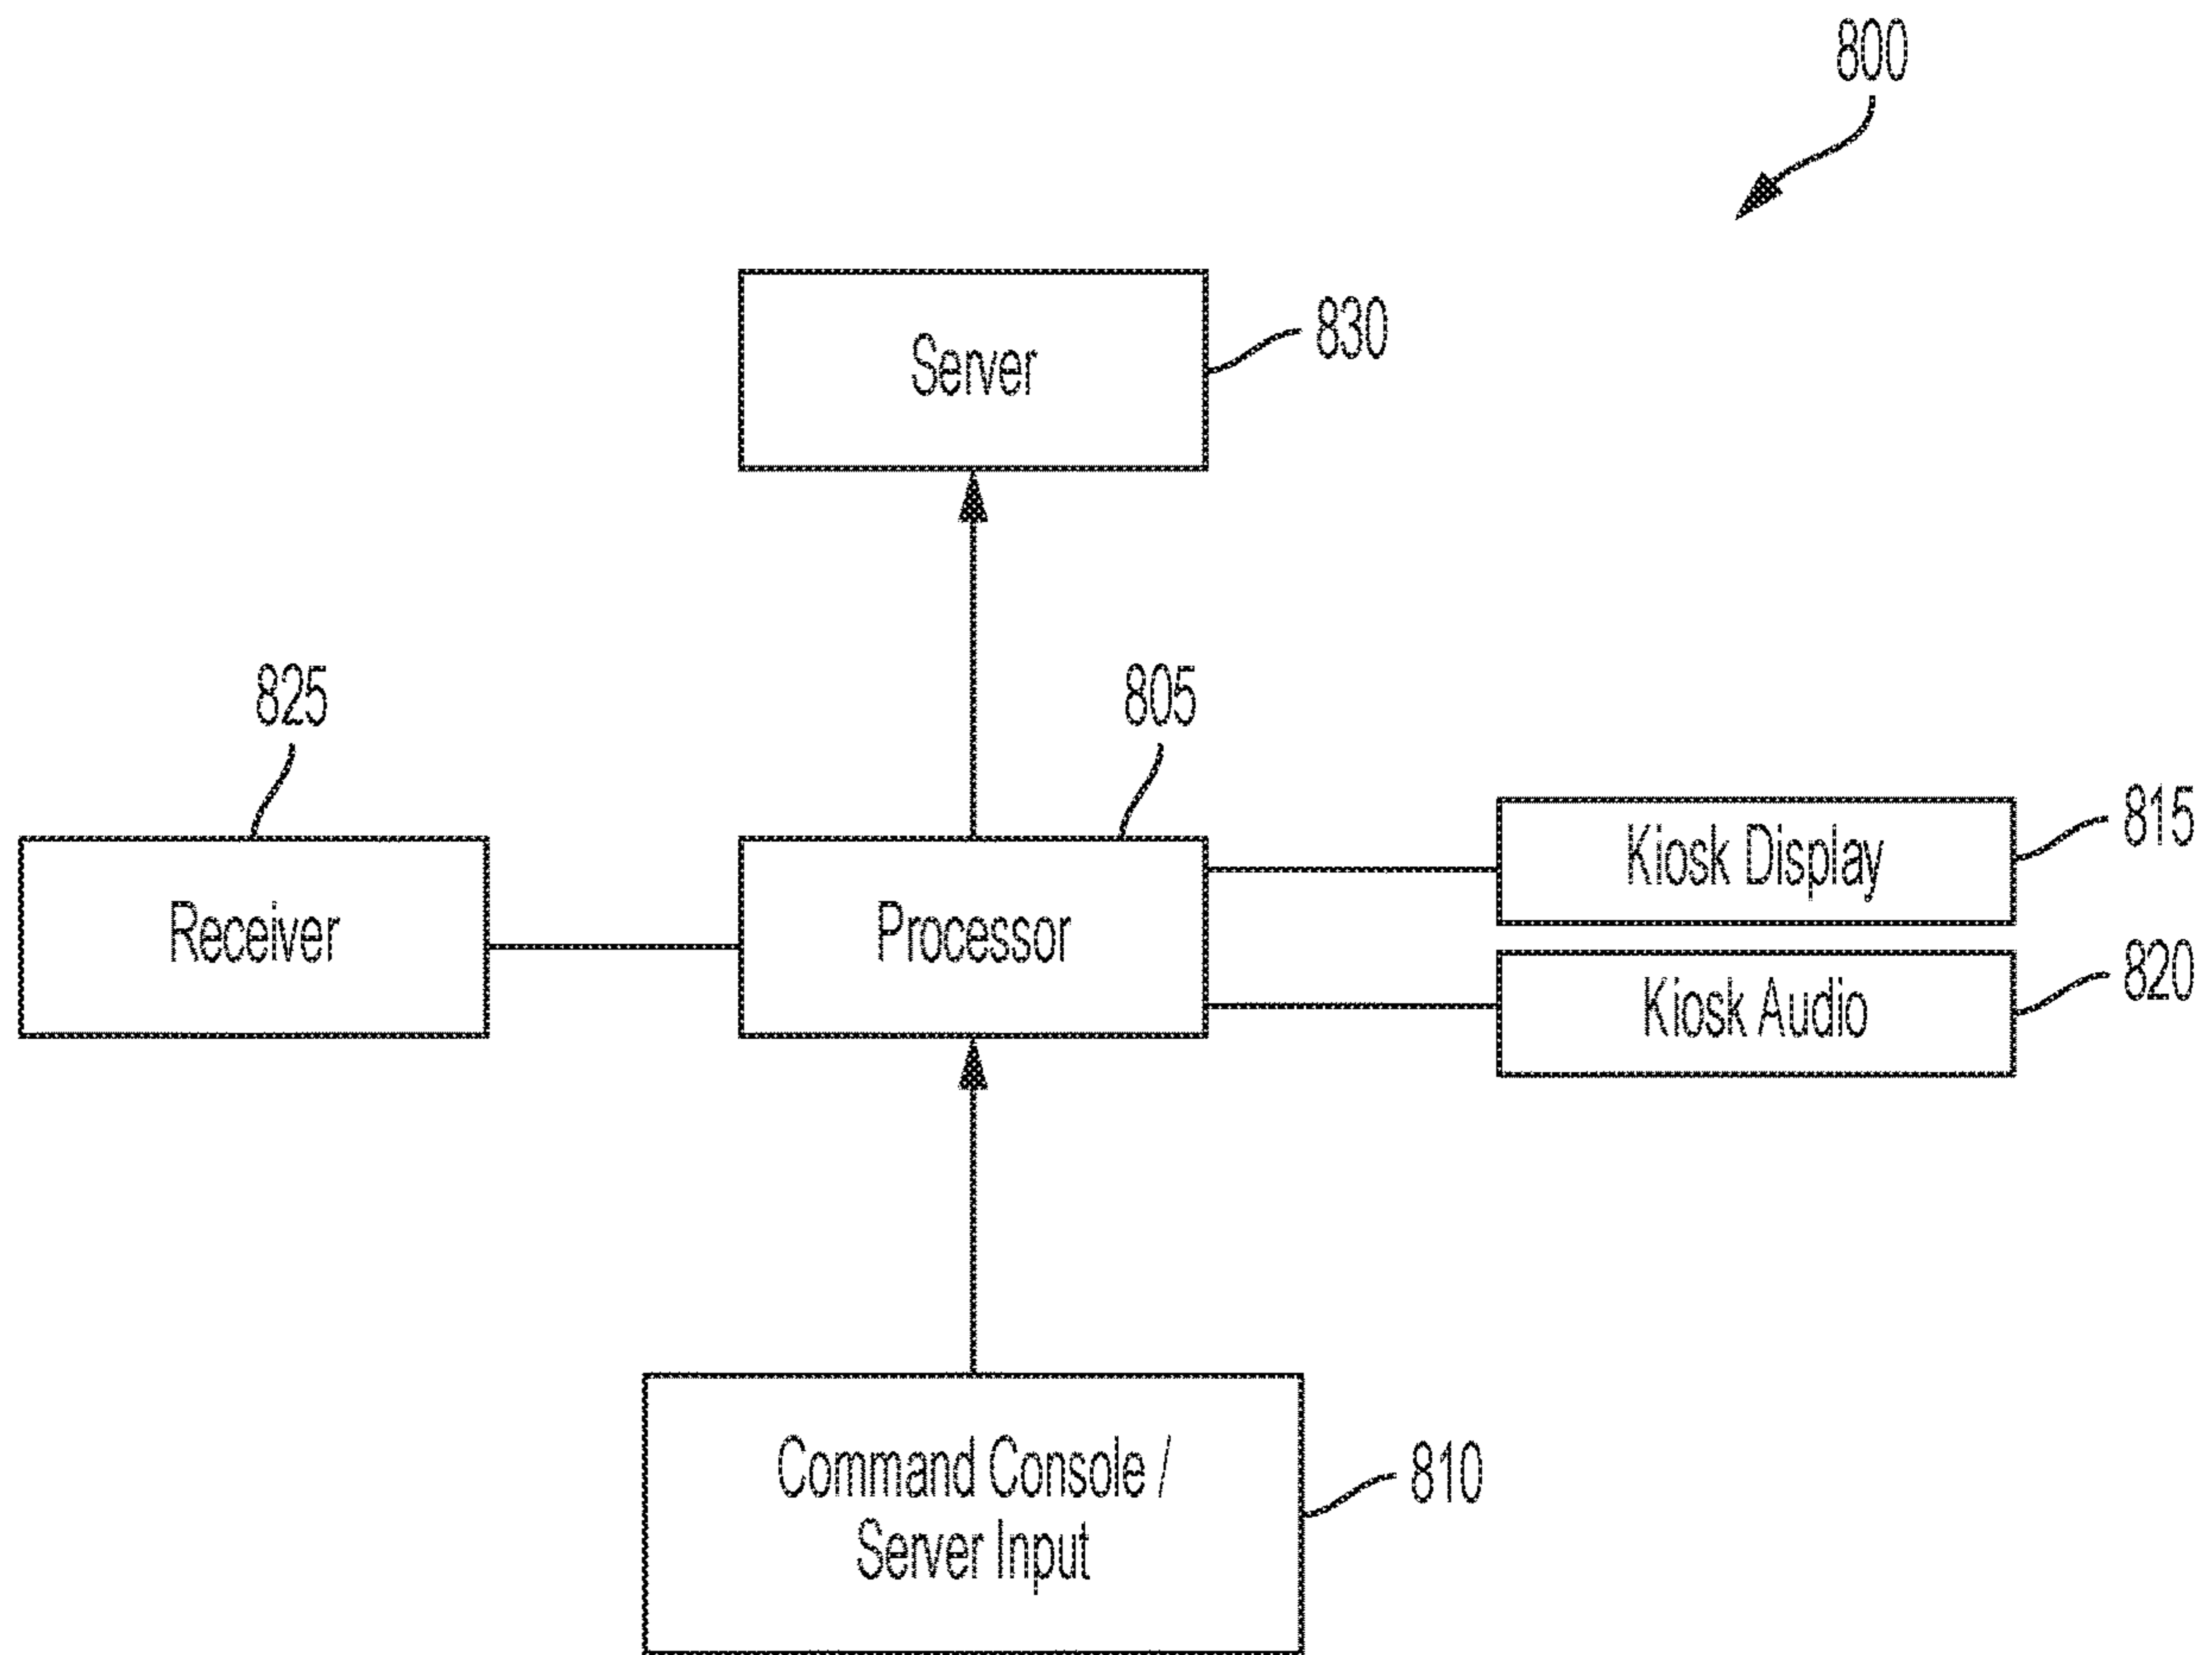 800
Server
830
825
805
Receiver
Processor
Kiosk Display
815
Kiosk Audio
820
Command Console /
Server Input
810